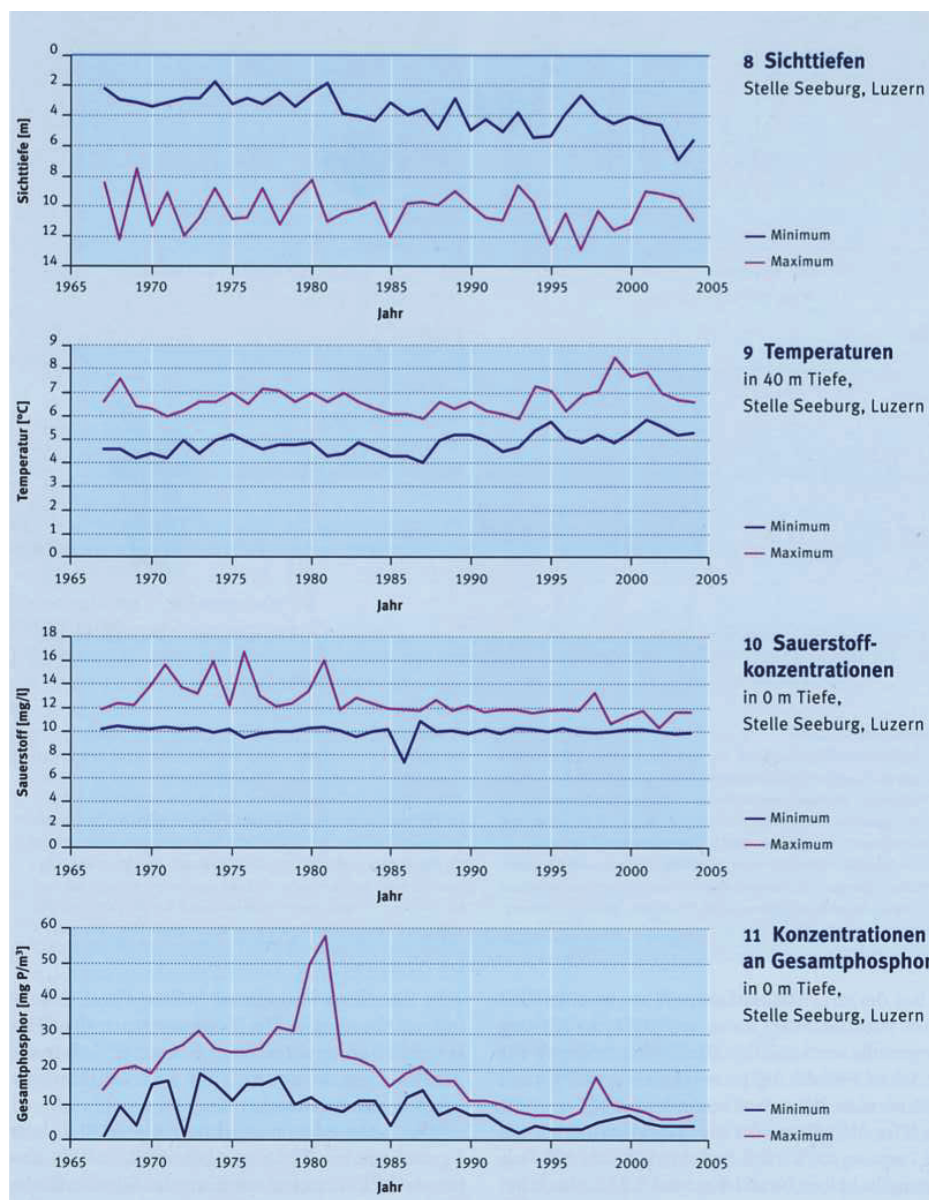 0
2
4
6
8
10
12
14
Sichttiefe [m]
1965 1970 1975 1980 1985 1990 1995 2000 2005
Jahr
8 Sichttiefen
Stelle Seeburg, Luzern
Minimum
Maximum
9
8
7
6
5
4
3
2
1
0
Temperatur [°C]
1965 1970 1975 1980 1985 1990 1995 2000 2005
Jahr
9 Temperaturen
in 40 m Tiefe,
Stelle Seeburg, Luzern
Minimum
Maximum
18
16
14
12
10
8
6
4
2
0
Sauerstoff [mg/l]
1965 1970 1975 1980 1985 1990 1995 2000 2005
Jahr
10 Sauerstoff-
konzentrationen
in 0 m Tiefe,
Stelle Seeburg, Luzern
Minimum
Maximum
60
50
40
30
20
10
0
Gesamtphosphor [mg P/m³]
1965 1970 1975 1980 1985 1990 1995 2000 2005
Jahr
11 Konzentrationen
an Gesamtphosphor
in 0 m Tiefe,
Stelle Seeburg, Luzern
Minimum
Maximum